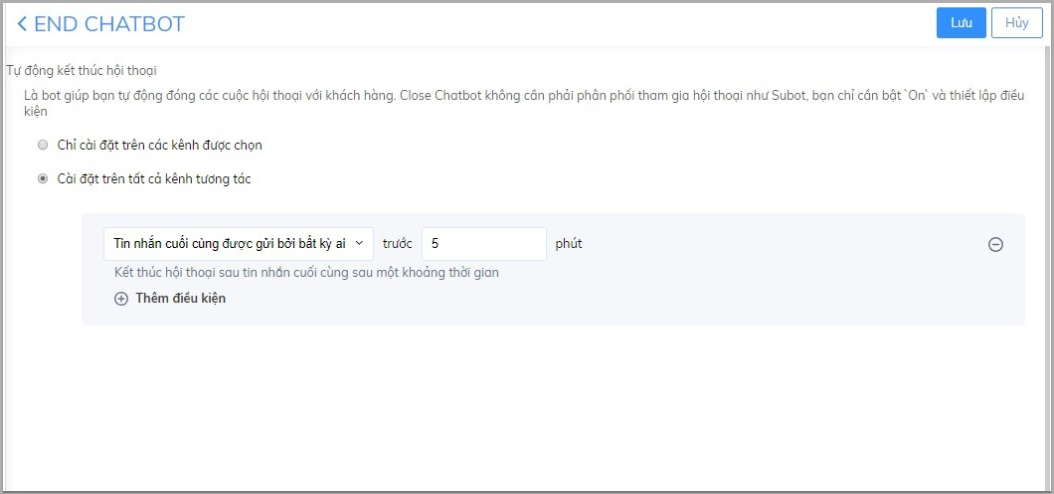 END CHATBOT
Lưu
Hủy
Tự động kết thúc hội thoại
Là bot giúp bạn tự động đóng các cuộc hội thoại với khách hàng. Close Chatbot không cần phải phân phối tham gia hội thoại như Subot, bạn chỉ cần bật `On` và thiết lập điều
kiện
Chỉ cài đặt trên các kênh được chọn
Cài đặt trên tất cả kênh tương tác
Tin nhắn cuối cùng được gửi bởi bất kỳ ai trước 5 phút
Kết thúc hội thoại sau tin nhắn cuối cùng sau một khoảng thời gian
Thêm điều kiện